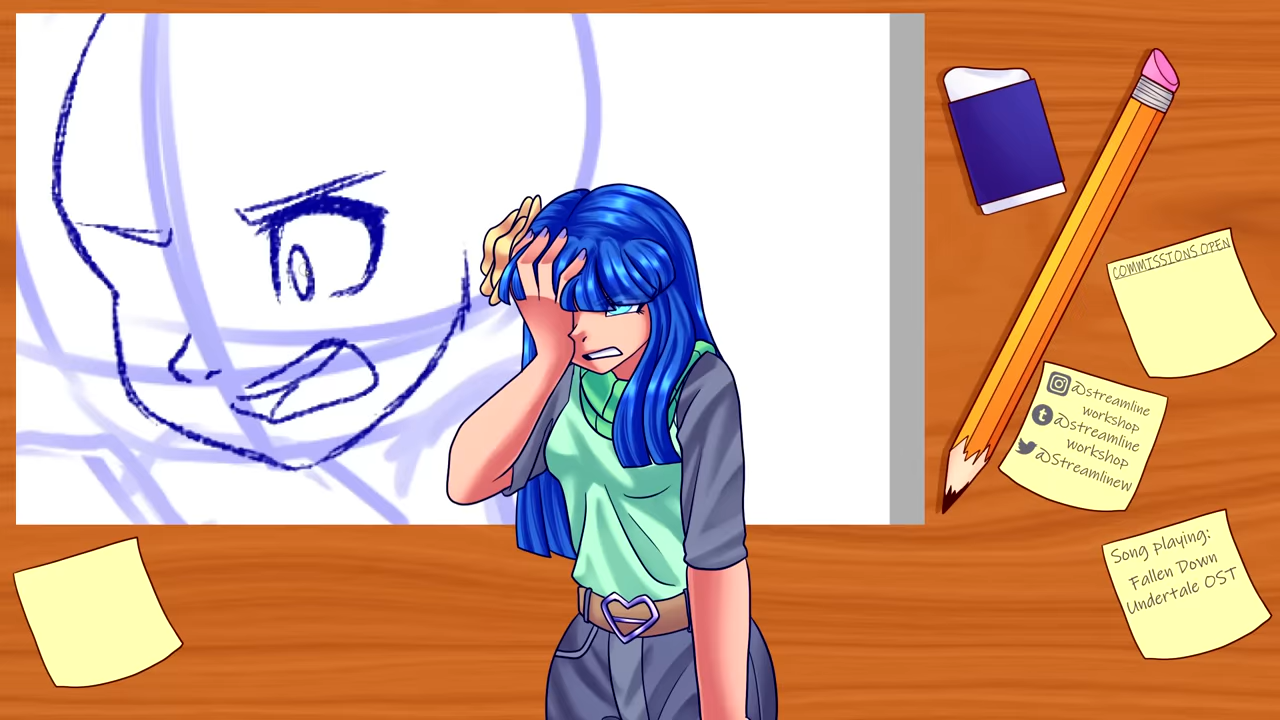 COMMISSIONS OPEN
@streamline
workshop
@streamline
workshop
@Streamlinew
Song playing:
Fallen Down
Undertale OST